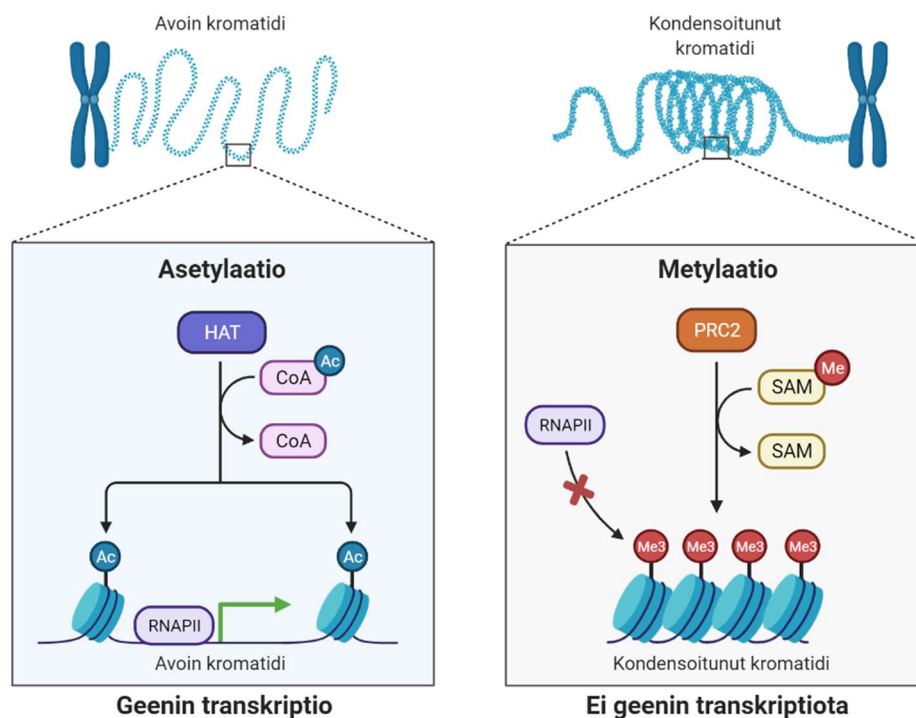 Avoin kromatidi
Asetylaatio
HAT
Ac
CoA
CoA
Ac
Ac
RNAPII
Avoin kromatidi
Geenin transkriptio
Kondensoitunut
kromatidi
Metylaatio
PRC2
Me
SAM
RNAPII
SAM
Me3
Me3
Me3
Me3
Kondensoitunut kromatidi
Ei geenin transkriptiota